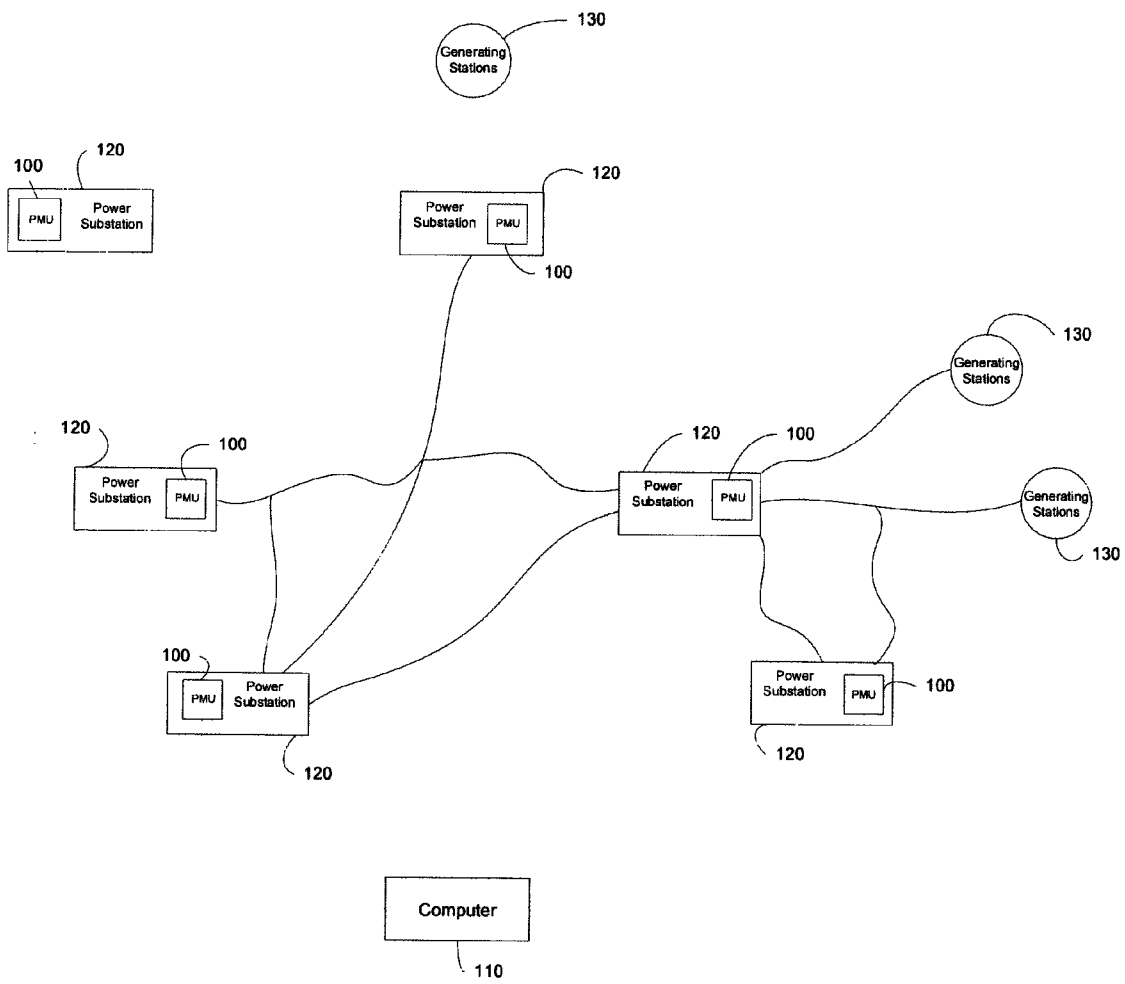 130
Generating
Stations
100
120
PMU
Power
Substation
120
Power
Substation
PMU
100
130
Generating
Stations
120
100
Power
Substation
PMU
120
100
Power
Substation
PMU
Generating
Stations
130
100
PMU
Power
Substation
120
Power
Substation
PMU
100
120
Computer
110